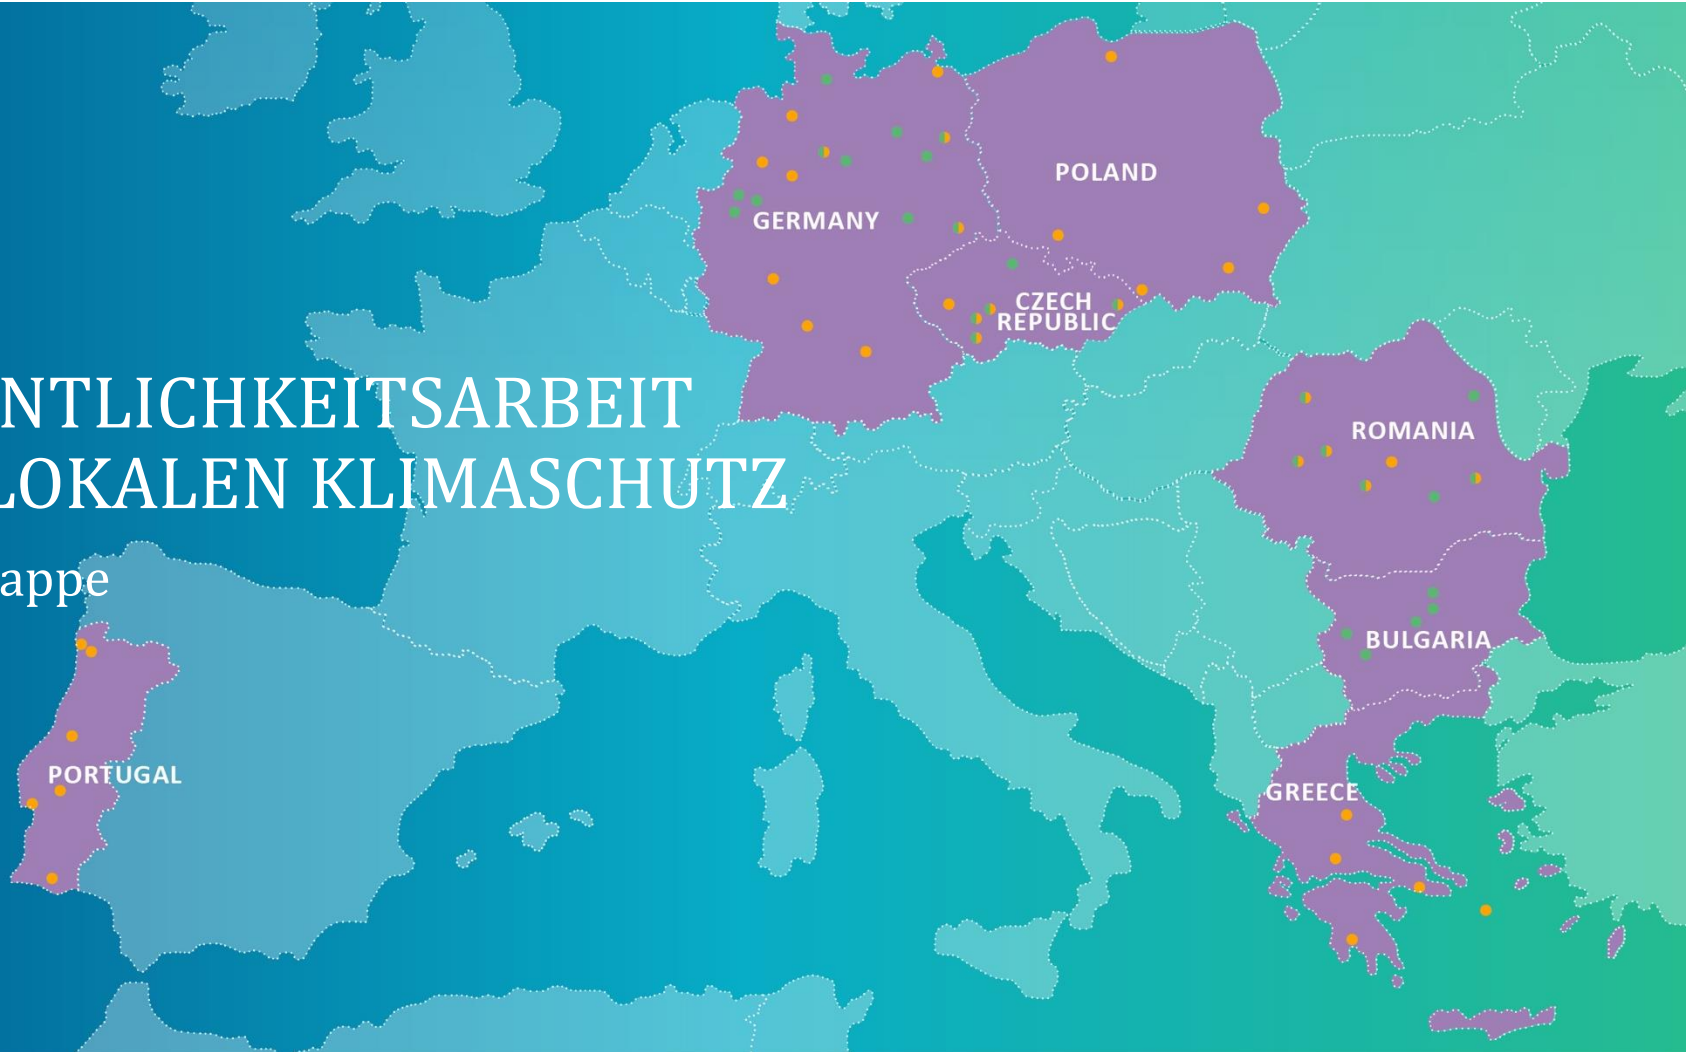 POLAND
GERMANY
CZECH
REPUBLIC
NTLICHKEITSARBEIT
ROMANIA
LOKALEN KLIMASCHUTZ
appe
BULGARIA
PORTUGAL
GREECE